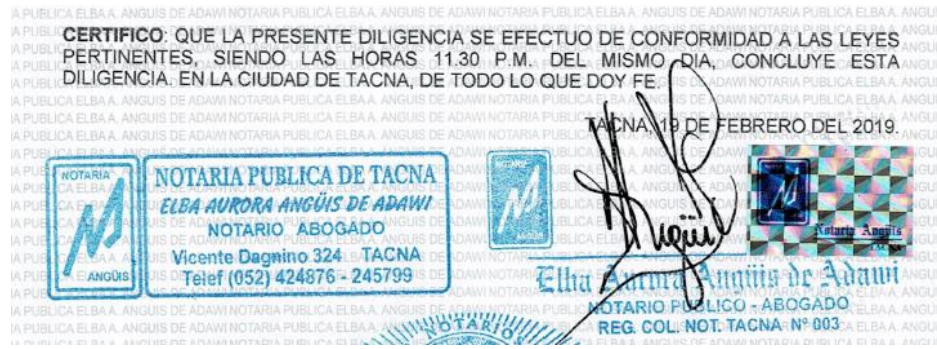 CERTIFICO: QUE LA PRESENTE DILIGENCIA SE EFECTUO DE CONFORMIDAD A LAS LEYES
PERTINENTES, SIENDO LAS HORAS 11.30 P.M. DEL MISMO DIA, CONCLUYE ESTA
DILIGENCIA. EN LA CIUDAD DE TACNA, DE TODO LO QUE DOY FE.
TACNA, 19 DE FEBRERO DEL 2019.
NOTARIA
ANGÜIS
NOTARIA PUBLICA DE TACNA
ELBA AURORA ANGÜIS DE ADAWI
NOTARIO ABOGADO
Vicente Dagnino 324 TACNA
Telef (052) 424876 - 245799
Angüis
Notaria Angüis
Elba Aurora Angüis de Adawi
NOTARIO PUBLICO - ABOGADO
REG. COL. NOT. TACNA Nº 003
NOTARIO